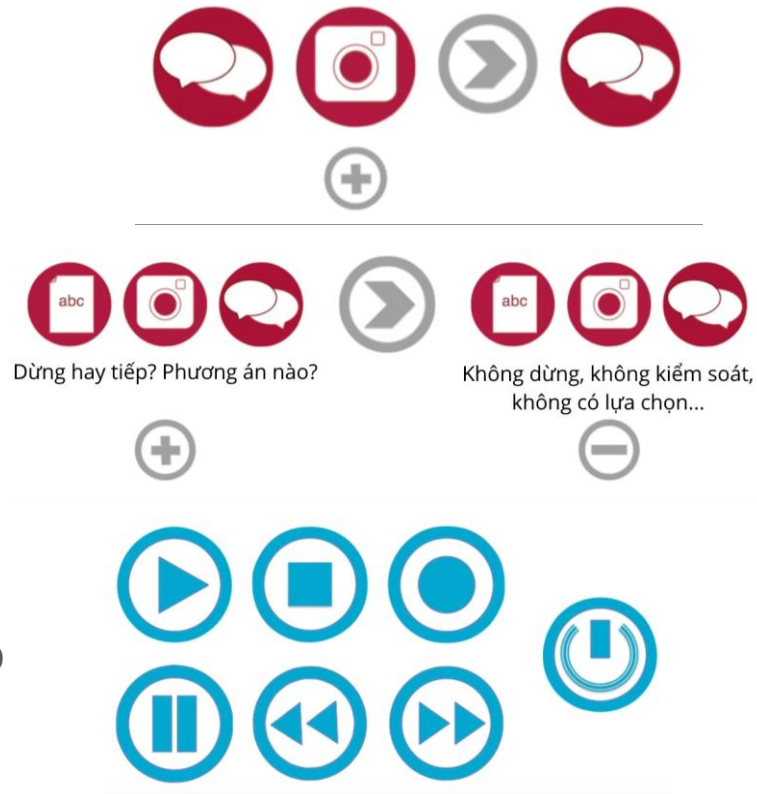 abc
abc
Dừng hay tiếp? Phương án nào?
Không dừng, không kiểm soát,
không có lựa chọn...